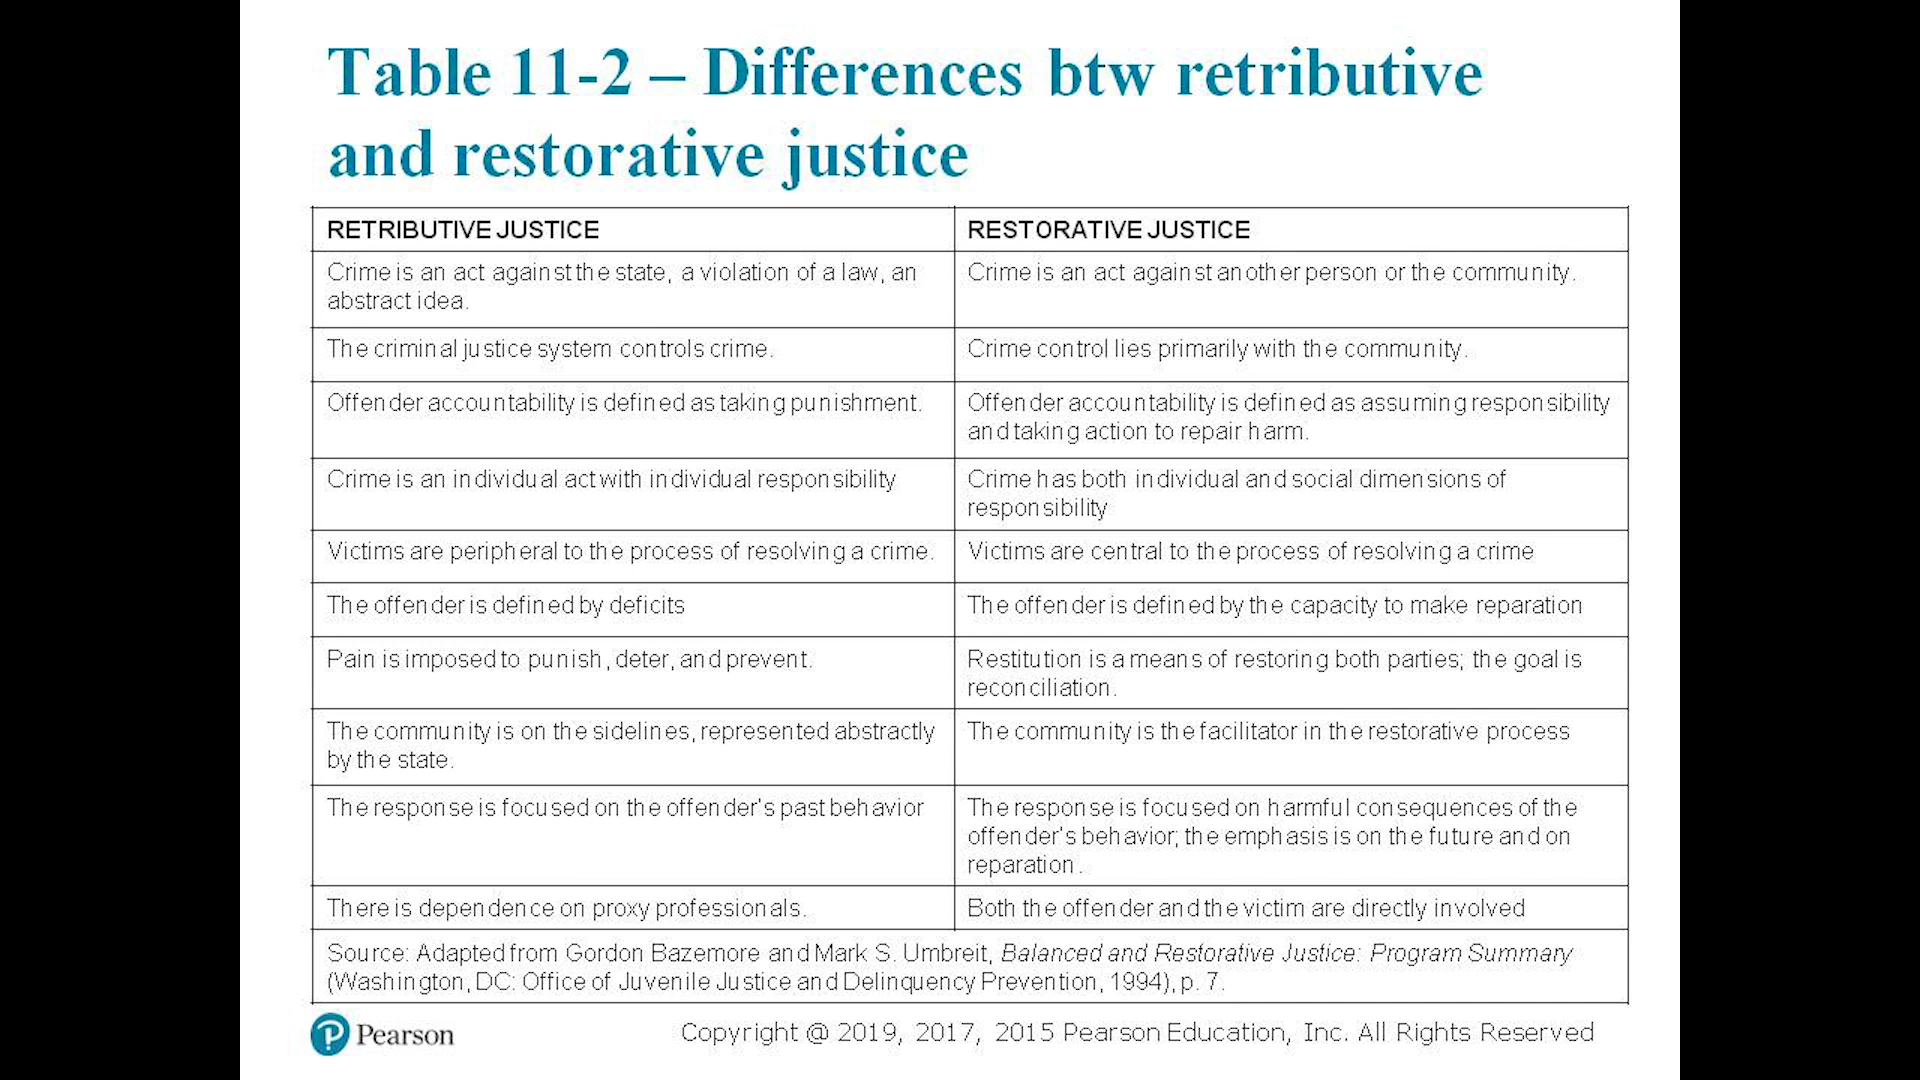 Table 11-2 – Differences btw retributive
and restorative justice
RETRIBUTIVE JUSTICE
RESTORATIVE JUSTICE
Crime is an act against the state, a violation of a law, an
abstract idea.
Crime is an act against another person or the community.
The criminal justice system controls crime.
Crime control lies primarily with the community.
Offender accountability is defined as taking punishment.
Offender accountability is defined as assuming responsibility
and taking action to repair harm.
Crime is an individual act with individual responsibility
Crime has both individual and social dimensions of
responsibility
Victims are peripheral to the process of resolving a crime.
Victims are central to the process of resolving a crime
The offender is defined by deficits
The offender is defined by the capacity to make reparation
Pain is imposed to punish, deter, and prevent.
Restitution is a means of restoring both parties; the goal is
reconciliation.
The community is on the sidelines, represented abstractly
by the state.
The community is the facilitator in the restorative process
The response is focused on the offender's past behavior
The response is focused on harmful consequences of the
offender's behavior; the emphasis is on the future and on
reparation.
There is dependence on proxy professionals.
Both the offender and the victim are directly involved
Source: Adapted from Gordon Bazemore and Mark S. Umbreit, Balanced and Restorative Justice: Program Summary
(Washington, DC: Office of Juvenile Justice and Delinquency Prevention, 1994), p. 7.
Pearson
Copyright @ 2019, 2017, 2015 Pearson Education, Inc. All Rights Reserved